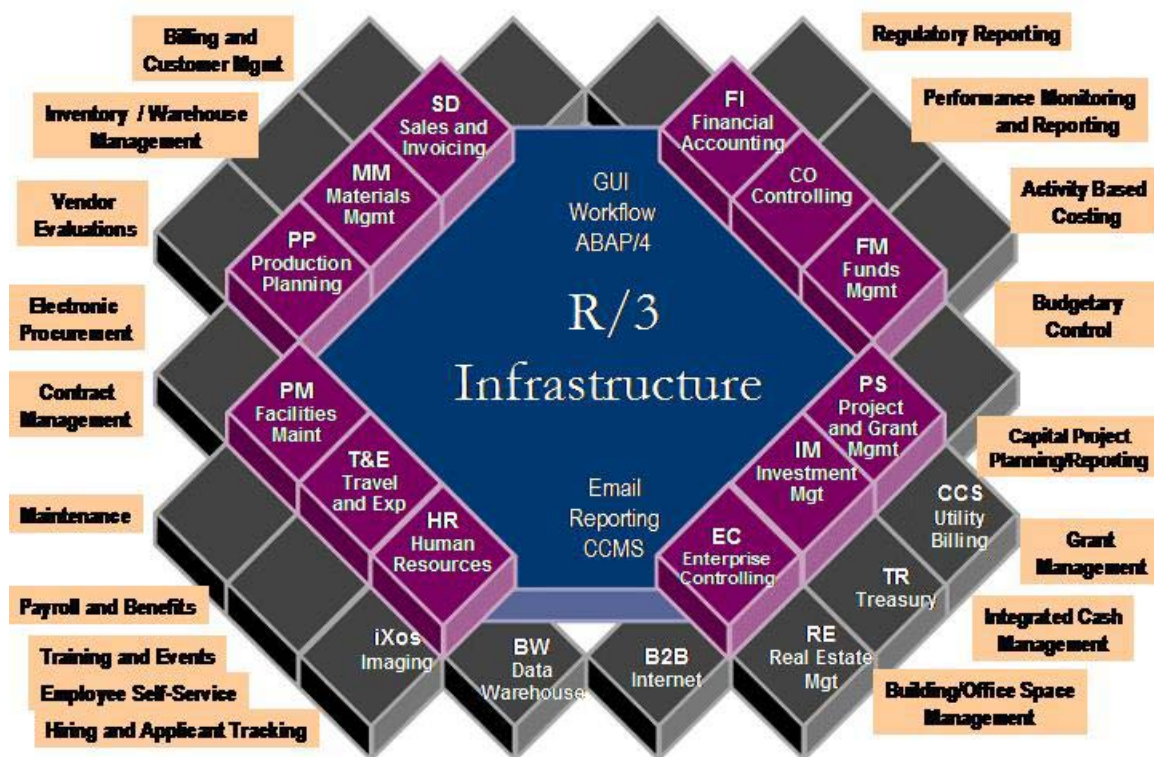 Billing and
Customer Mgmt
Inventory / Warehouse
Management
Vendor
Evaluations
Electronic
Procurement
Contract
Management
Maintenance
Payroll and Benefits
Training and Events
Employee Self-Service
Hiring and Applicant Tracking
SD
Sales and
Invoicing
MM
Materials
Mgmt
PP
Production
Planning
PM
Facilities
Maint
T&E
Travel
and Exp
HR
Human
Resources
GUI
Workflow
ABAP/4
R/3
Infrastructure
Email
Reporting
CCMS
FI
Financial
Accounting
CO
Controlling
FM
Funds
Mgmt
PS
Project
and Grant
Mgmt
IM
Investment
Mgt
EC
Enterprise
Controlling
iXos
Imaging
BW
Data
Warehouse
B2B
Internet
RE
Real Estate
Mgt
TR
Treasury
CCS
Utility
Billing
Regulatory Reporting
Performance Monitoring
and Reporting
Activity Based
Costing
Budgetary
Control
Capital Project
Planning/Reporting
Grant
Management
Integrated Cash
Management
Building/Office Space
Management